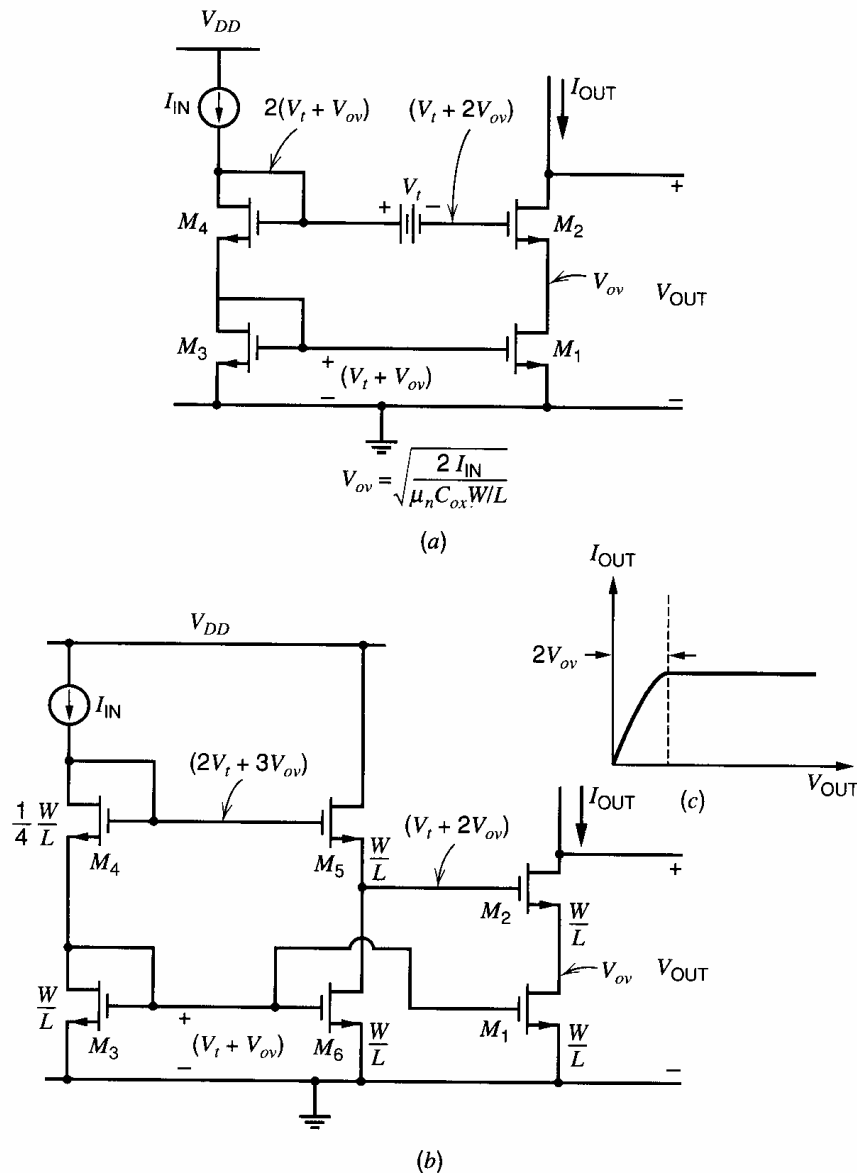 V_DD
I_IN
2(V_t + V_ov)
(V_t + 2V_ov)
I_OUT
+
V_t
−
+
M_4
M_2
V_ov
V_OUT
M_3
M_1
+
(V_t + V_ov)
−
−
V_ov = √(2 I_IN / μ_n C_ox W/L)
(a)
I_OUT
2V_ov
V_OUT
(c)
V_DD
I_IN
(2V_t + 3V_ov)
I_OUT
1/4 W/L
M_4
M_5
W/L
(V_t + 2V_ov)
+
M_2
W/L
V_ov
V_OUT
W/L
M_3
+
(V_t + V_ov)
−
M_6
W/L
M_1
W/L
−
(b)